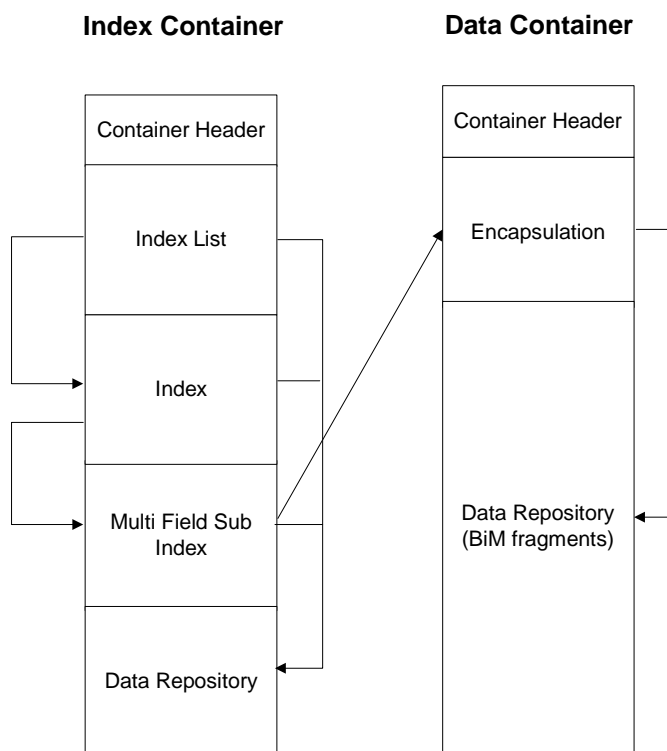 Index Container
Container Header
Index List
Index
Multi Field Sub
Index
Data Repository
Data Container
Container Header
Encapsulation
Data Repository
(BiM fragments)